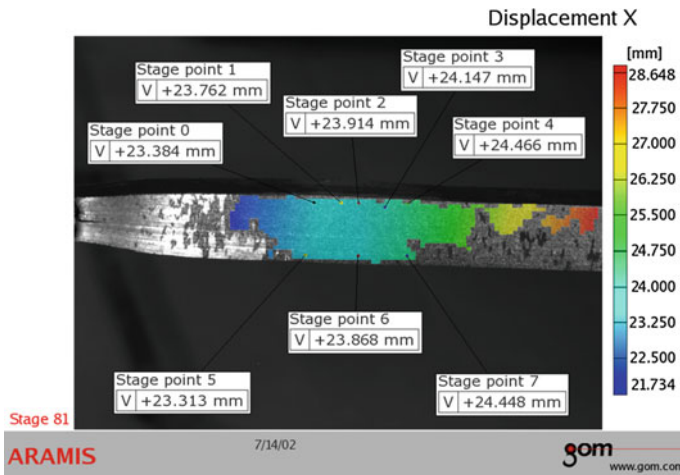 Displacement X
[mm]
28.648
27.750
27.000
26.250
25.500
24.750
24.000
23.250
22.500
21.734
Stage point 3
V +24.147 mm
Stage point 1
V +23.762 mm
Stage point 2
V +23.914 mm
Stage point 0
V +23.384 mm
Stage point 4
V +24.466 mm
Stage point 6
V +23.868 mm
Stage point 5
V +23.313 mm
Stage point 7
V +24.448 mm
Stage 81
ARAMIS
7/14/02
gom
www.gom.com